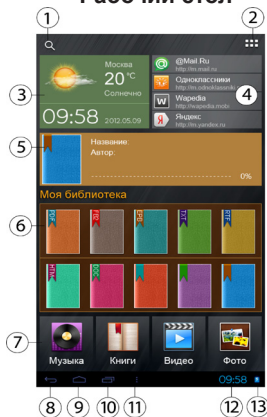 Рабочий стол
1
2
Москва
20 °C
Солнечно
09:58 2012.05.09
@Mail.Ru
http://m.mail.ru
Одноклассники
http://m.odnoklassniki
Wapedia
http://wapedia.mobi
Яндекс
http://m.yandex.ru
3
4
5
Название:
Автор:
0%
Моя библиотека
6
PDF
FB2
EPB
TXT
RTF
HTM
DOC
7
Музыка
Книги
Видео
Фото
09:58
8
9
10
11
12
13